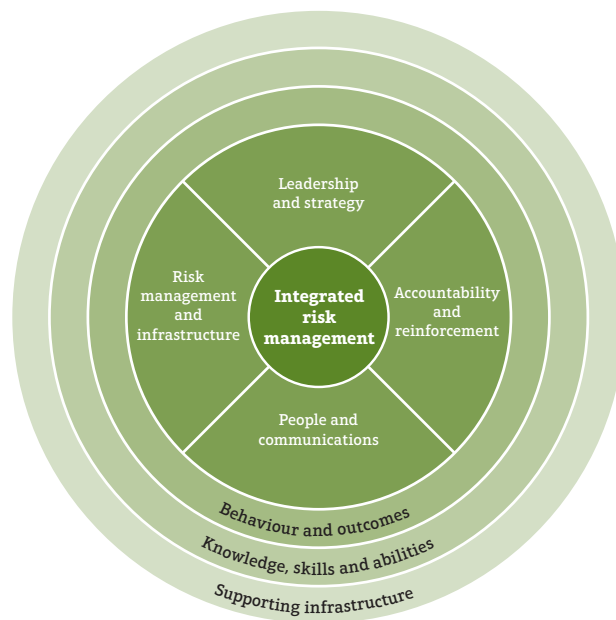 Leadership
and strategy
Risk
management
and
infrastructure
Integrated
risk
management
Accountability
and
reinforcement
People and
communications
Behaviour and outcomes
Knowledge, skills and abilities
Supporting infrastructure